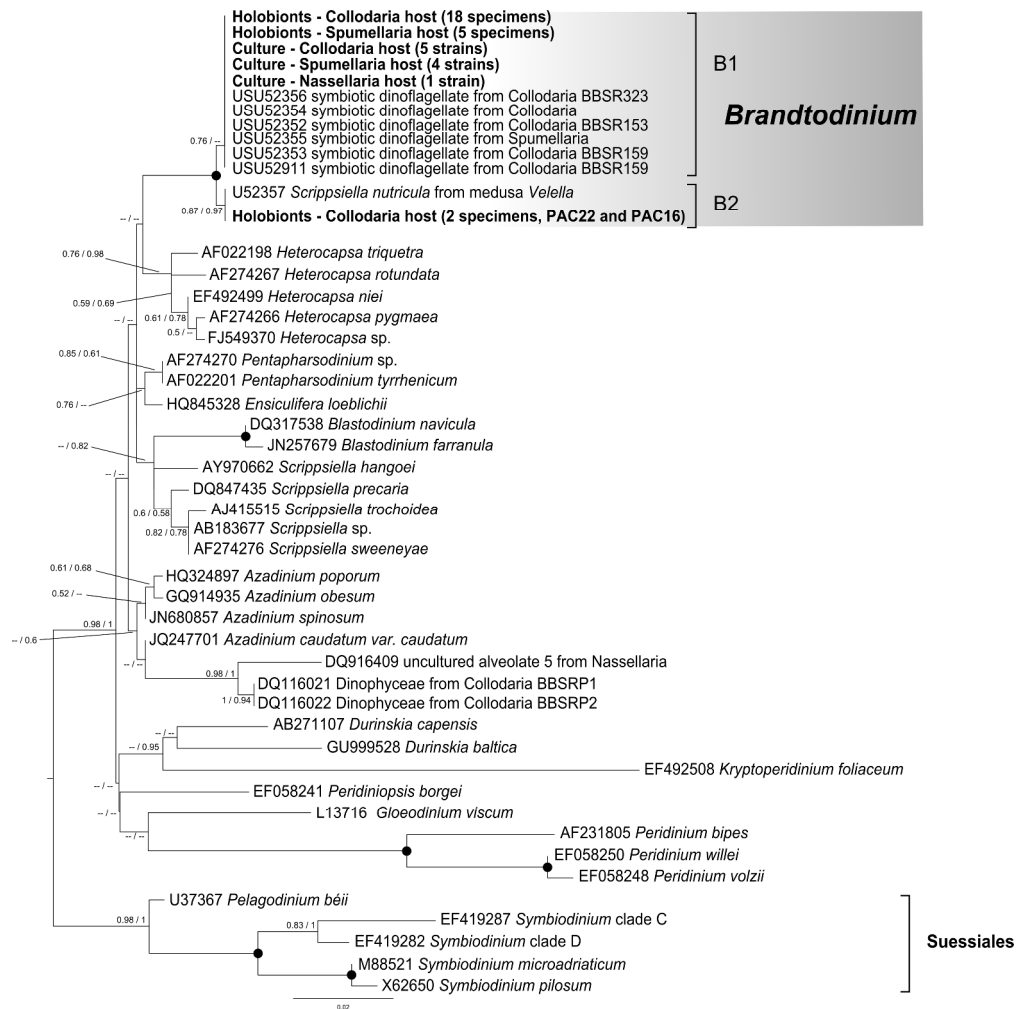 Holobionts - Collodaria host (18 specimens)
Holobionts - Spumellaria host (5 specimens)
Culture - Collodaria host (5 strains)
Culture - Spumellaria host (4 strains)
Culture - Nassellaria host (1 strain)
USU52356 symbiotic dinoflagellate from Collodaria BBSR323
USU52354 symbiotic dinoflagellate from Collodaria
USU52352 symbiotic dinoflagellate from Collodaria BBSR153
USU52355 symbiotic dinoflagellate from Spumellaria
USU52353 symbiotic dinoflagellate from Collodaria BBSR159
USU52911 symbiotic dinoflagellate from Collodaria BBSR159
B1
Brandtodinium
0.76 / --
U52357 Scrippsiella nutricula from medusa Velella
Holobionts - Collodaria host (2 specimens, PAC22 and PAC16)
B2
0.87 / 0.97
-- / --
AF022198 Heterocapsa triquetra
0.76 / 0.98
AF274267 Heterocapsa rotundata
EF492499 Heterocapsa niei
0.59 / 0.69
AF274266 Heterocapsa pygmaea
0.61 / 0.78
-- / --
0.5 / --
FJ549370 Heterocapsa sp.
0.85 / 0.61
AF274270 Pentapharsodinium sp.
AF022201 Pentapharsodinium tyrrhenicum
0.76 / --
HQ845328 Ensiculifera loeblichii
DQ317538 Blastodinium navicula
-- / 0.82
JN257679 Blastodinium farranula
AY970662 Scrippsiella hangoei
-- / --
DQ847435 Scrippsiella precaria
0.6 / 0.58
AJ415515 Scrippsiella trochoidea
0.82 / 0.78
AB183677 Scrippsiella sp.
AF274276 Scrippsiella sweeneyae
0.61 / 0.68
HQ324897 Azadinium poporum
0.52 / --
GQ914935 Azadinium obesum
JN680857 Azadinium spinosum
0.98 / 1
-- / 0.6
JQ247701 Azadinium caudatum var. caudatum
-- / --
DQ916409 uncultured alveolate 5 from Nassellaria
0.98 / 1
DQ116021 Dinophyceae from Collodaria BBSRP1
1 / 0.94
DQ116022 Dinophyceae from Collodaria BBSRP2
AB271107 Durinskia capensis
-- / --
-- / 0.95
GU999528 Durinskia baltica
EF492508 Kryptoperidinium foliaceum
-- / --
EF058241 Peridiniopsis borgei
-- / --
L13716 Gloeodinium viscum
-- / --
AF231805 Peridinium bipes
EF058250 Peridinium willei
EF058248 Peridinium volzii
U37367 Pelagodinium béii
0.98 / 1
0.83 / 1
EF419287 Symbiodinium clade C
EF419282 Symbiodinium clade D
Suessiales
M88521 Symbiodinium microadriaticum
X62650 Symbiodinium pilosum
0.02